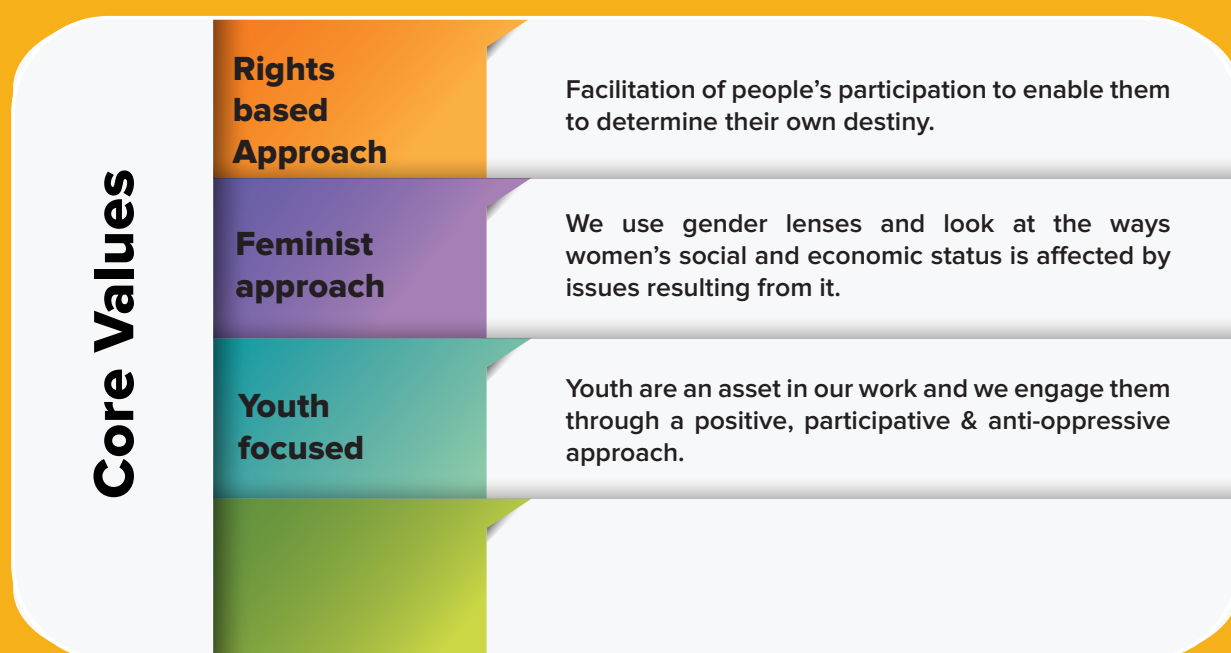 Core Values
Rights
based
Approach
Facilitation of people’s participation to enable them
to determine their own destiny.
Feminist
approach
We use gender lenses and look at the ways
women’s social and economic status is affected by
issues resulting from it.
Youth
focused
Youth are an asset in our work and we engage them
through a positive, participative & anti-oppressive
approach.